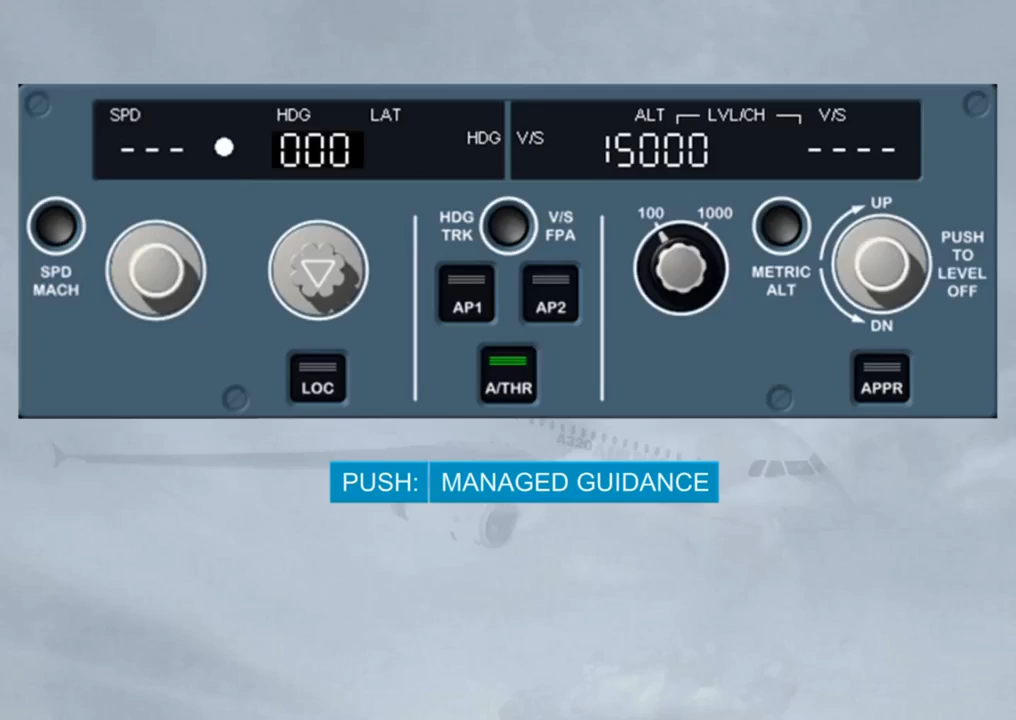 SPD HDG LAT ALT LVL/CH V/S
HDG V/S
--- 000 15000 ----
HDG V/S 100 1000 UP
TRK FPA
SPD
MACH
METRIC
ALT
PUSH
TO
LEVEL
OFF
AP1 AP2
DN
LOC A/THR APPR
A320
PUSH: MANAGED GUIDANCE